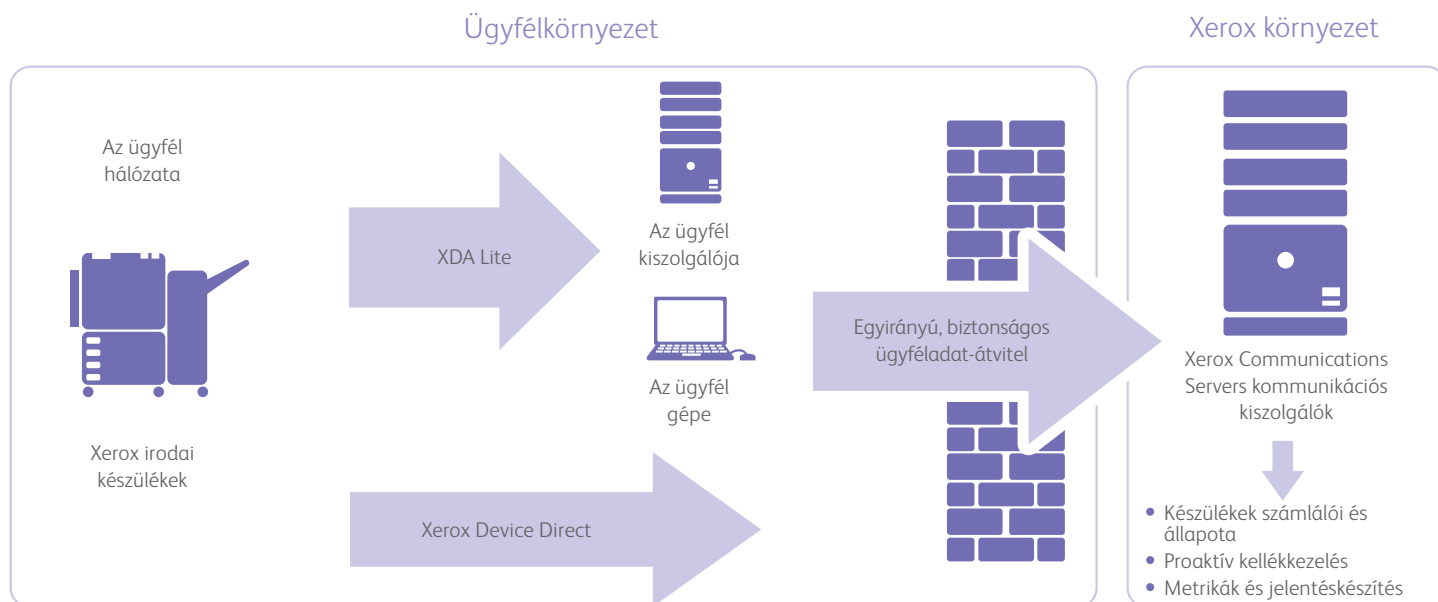 Ügyfélkörnyezet
Xerox környezet
Az ügyfél
hálózata
Xerox irodai
készülékek
XDA Lite
Xerox Device Direct
Az ügyfél
kiszolgálója
Az ügyfél
gépe
Egyirányú, biztonságos
ügyféladat-átvitel
Xerox Communications
Servers kommunikációs
kiszolgálók
• Készülékek számlálói és
állapota
• Proaktív kellékkezelés
• Metrikák és jelentéskészítés